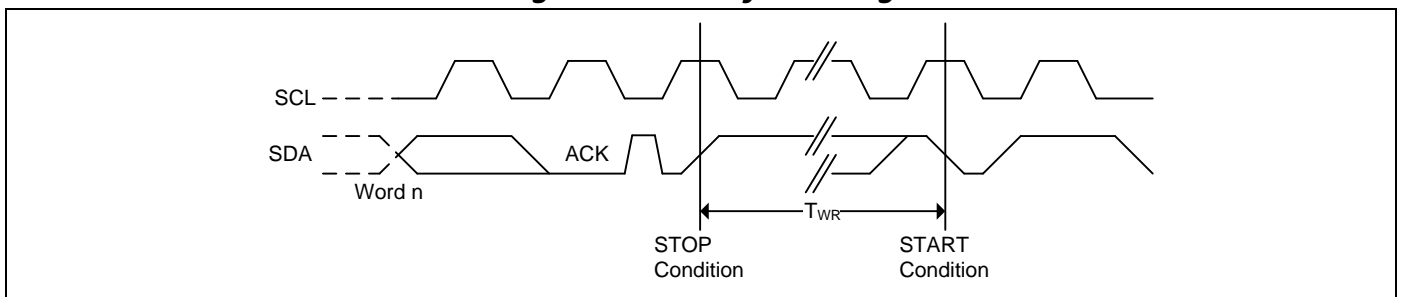 SCL
SDA
ACK
Word n
TWR
STOP
Condition
START
Condition